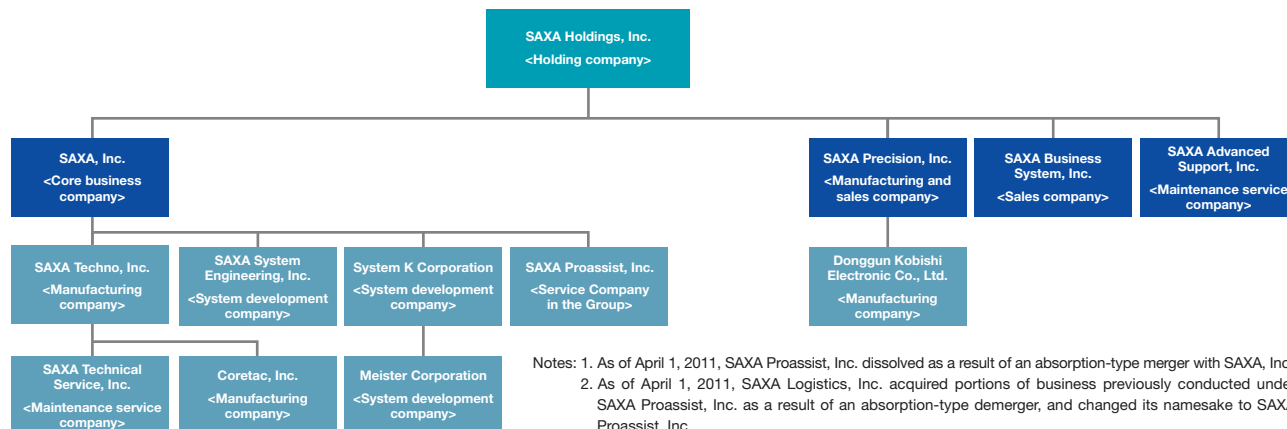 SAXA Holdings, Inc.
<Holding company>
SAXA, Inc.
<Core business
company>
SAXA Precision, Inc.
<Manufacturing and
sales company>
SAXA Business
System, Inc.
<Sales company>
SAXA Advanced
Support, Inc.
<Maintenance service
company>
SAXA Techno, Inc.
<Manufacturing
company>
SAXA System
Engineering, Inc.
<System development
company>
System K Corporation
<System development
company>
SAXA Proassist, Inc.
<Service Company
in the Group>
Donggun Kobishi
Electronic Co., Ltd.
<Manufacturing
company>
SAXA Technical
Service, Inc.
<Maintenance service
company>
Coretac, Inc.
<Manufacturing
company>
Meister Corporation
<System development
company>
Notes: 1. As of April 1, 2011, SAXA Proassist, Inc. dissolved as a result of an absorption-type merger with SAXA, Inc
2. As of April 1, 2011, SAXA Logistics, Inc. acquired portions of business previously conducted unde
SAXA Proassist, Inc. as a result of an absorption-type demerger, and changed its namesake to SAXA
Proassist, Inc.